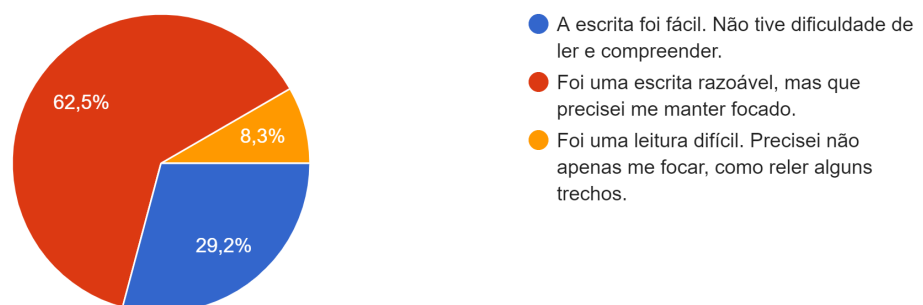 62,5%
8,3%
29,2%
A escrita foi fácil. Não tive dificuldade de
ler e compreender.
Foi uma escrita razoável, mas que
precisei me manter focado.
Foi uma leitura difícil. Precisei não
apenas me focar, como reler alguns
trechos.